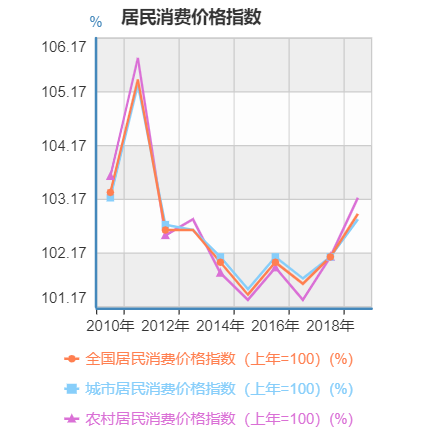 居民消费价格指数
%
106.17
105.17
104.17
103.17
102.17
101.17
2010年 2012年 2014年 2016年 2018年
全国居民消费价格指数（上年=100）(%)
城市居民消费价格指数（上年=100）(%)
农村居民消费价格指数（上年=100）(%)